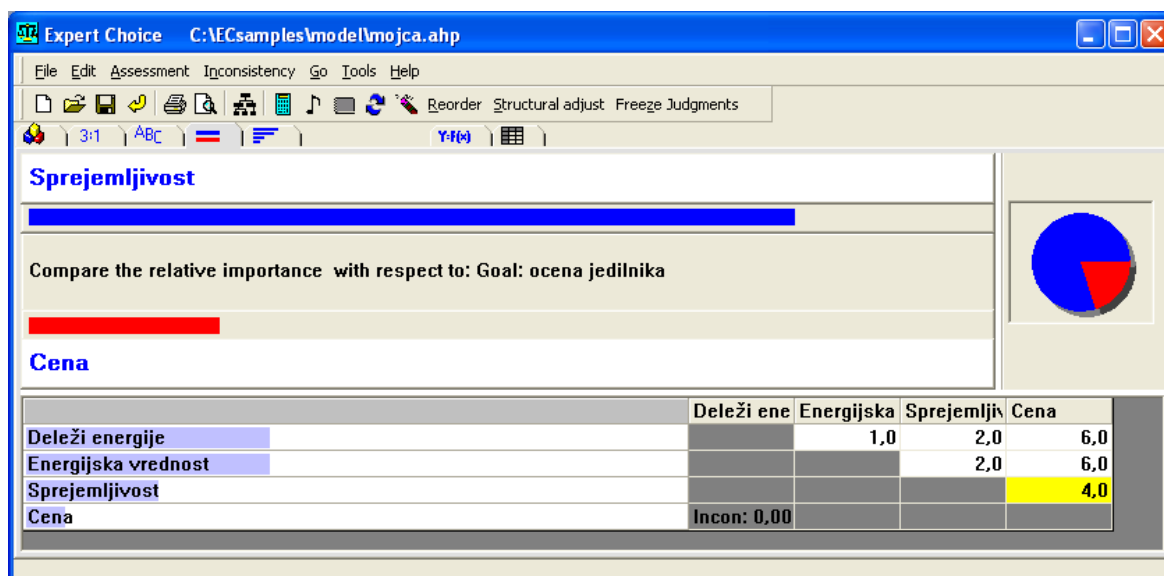 Expert Choice C:\ECsamples\model\mojca.ahp
File Edit Assessment Inconsistency Go Tools Help
Reorder Structural adjust Freeze Judgments
3:1 ABC Y=F(x)
Sprejemljivost
Compare the relative importance with respect to: Goal: ocena jedilnika
Cena
Deleži ene Energijska Sprejemljiv Cena
Deleži energije 1,0 2,0 6,0
Energijska vrednost 2,0 6,0
Sprejemljivost 4,0
Cena Incon: 0,00